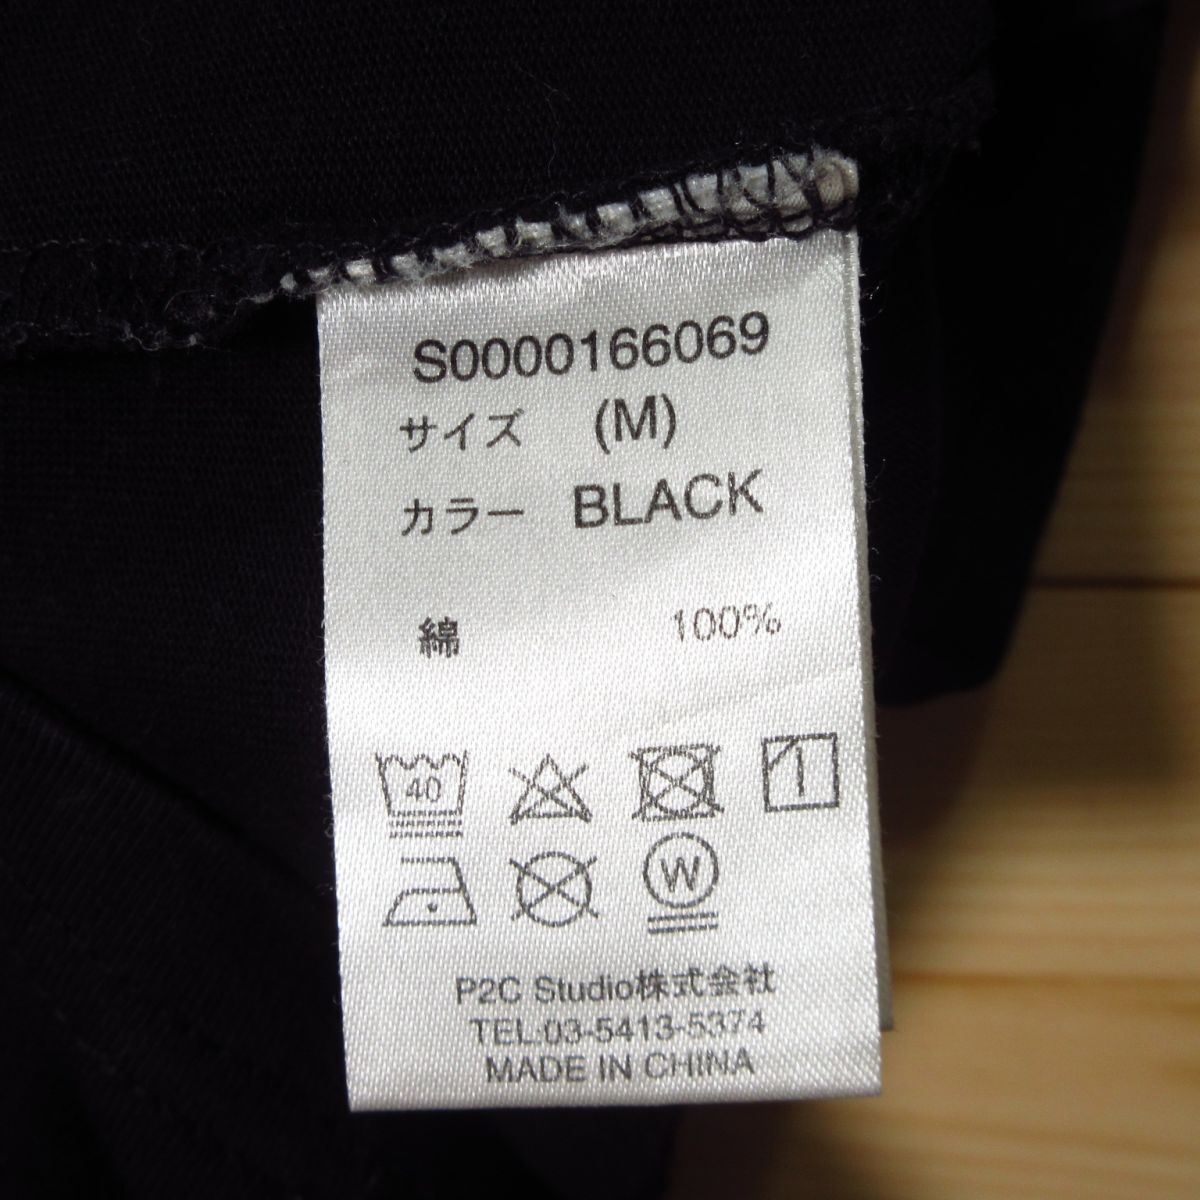 S0000166069
サイズ (M)
カラー BLACK
綿 100%
40
W
P2C Studio株式会社
TEL:03-5413-5374
MADE IN CHINA